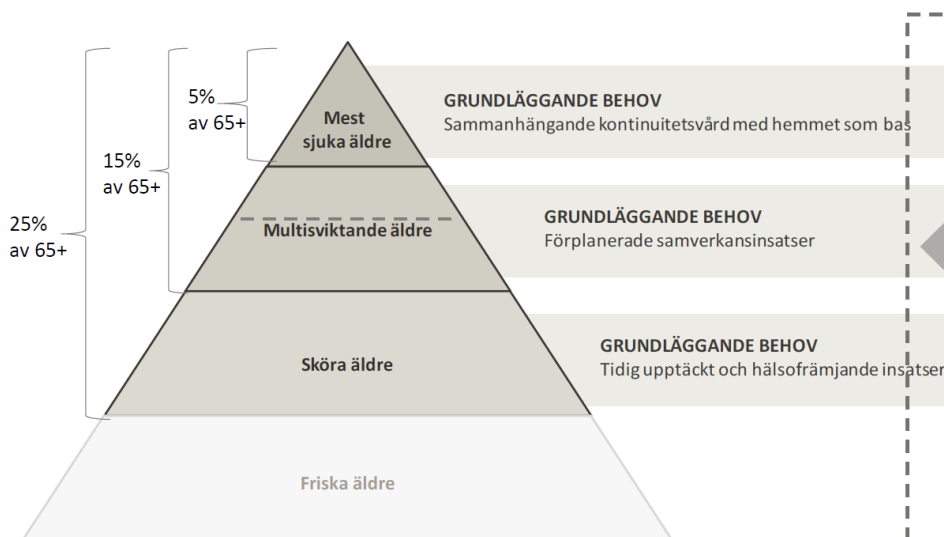 5%
av 65+
15%
av 65+
25%
av 65+
Mest
sjuka äldre
GRUNDLÄGGANDE BEHOV
Sammanhängande kontinuitetsvård med hemmet som bas
Multisviktande äldre
GRUNDLÄGGANDE BEHOV
Förplanerade samverkansinsatser
Sköra äldre
GRUNDLÄGGANDE BEHOV
Tidig upptäckt och hälsofrämjande insatser
Friska äldre